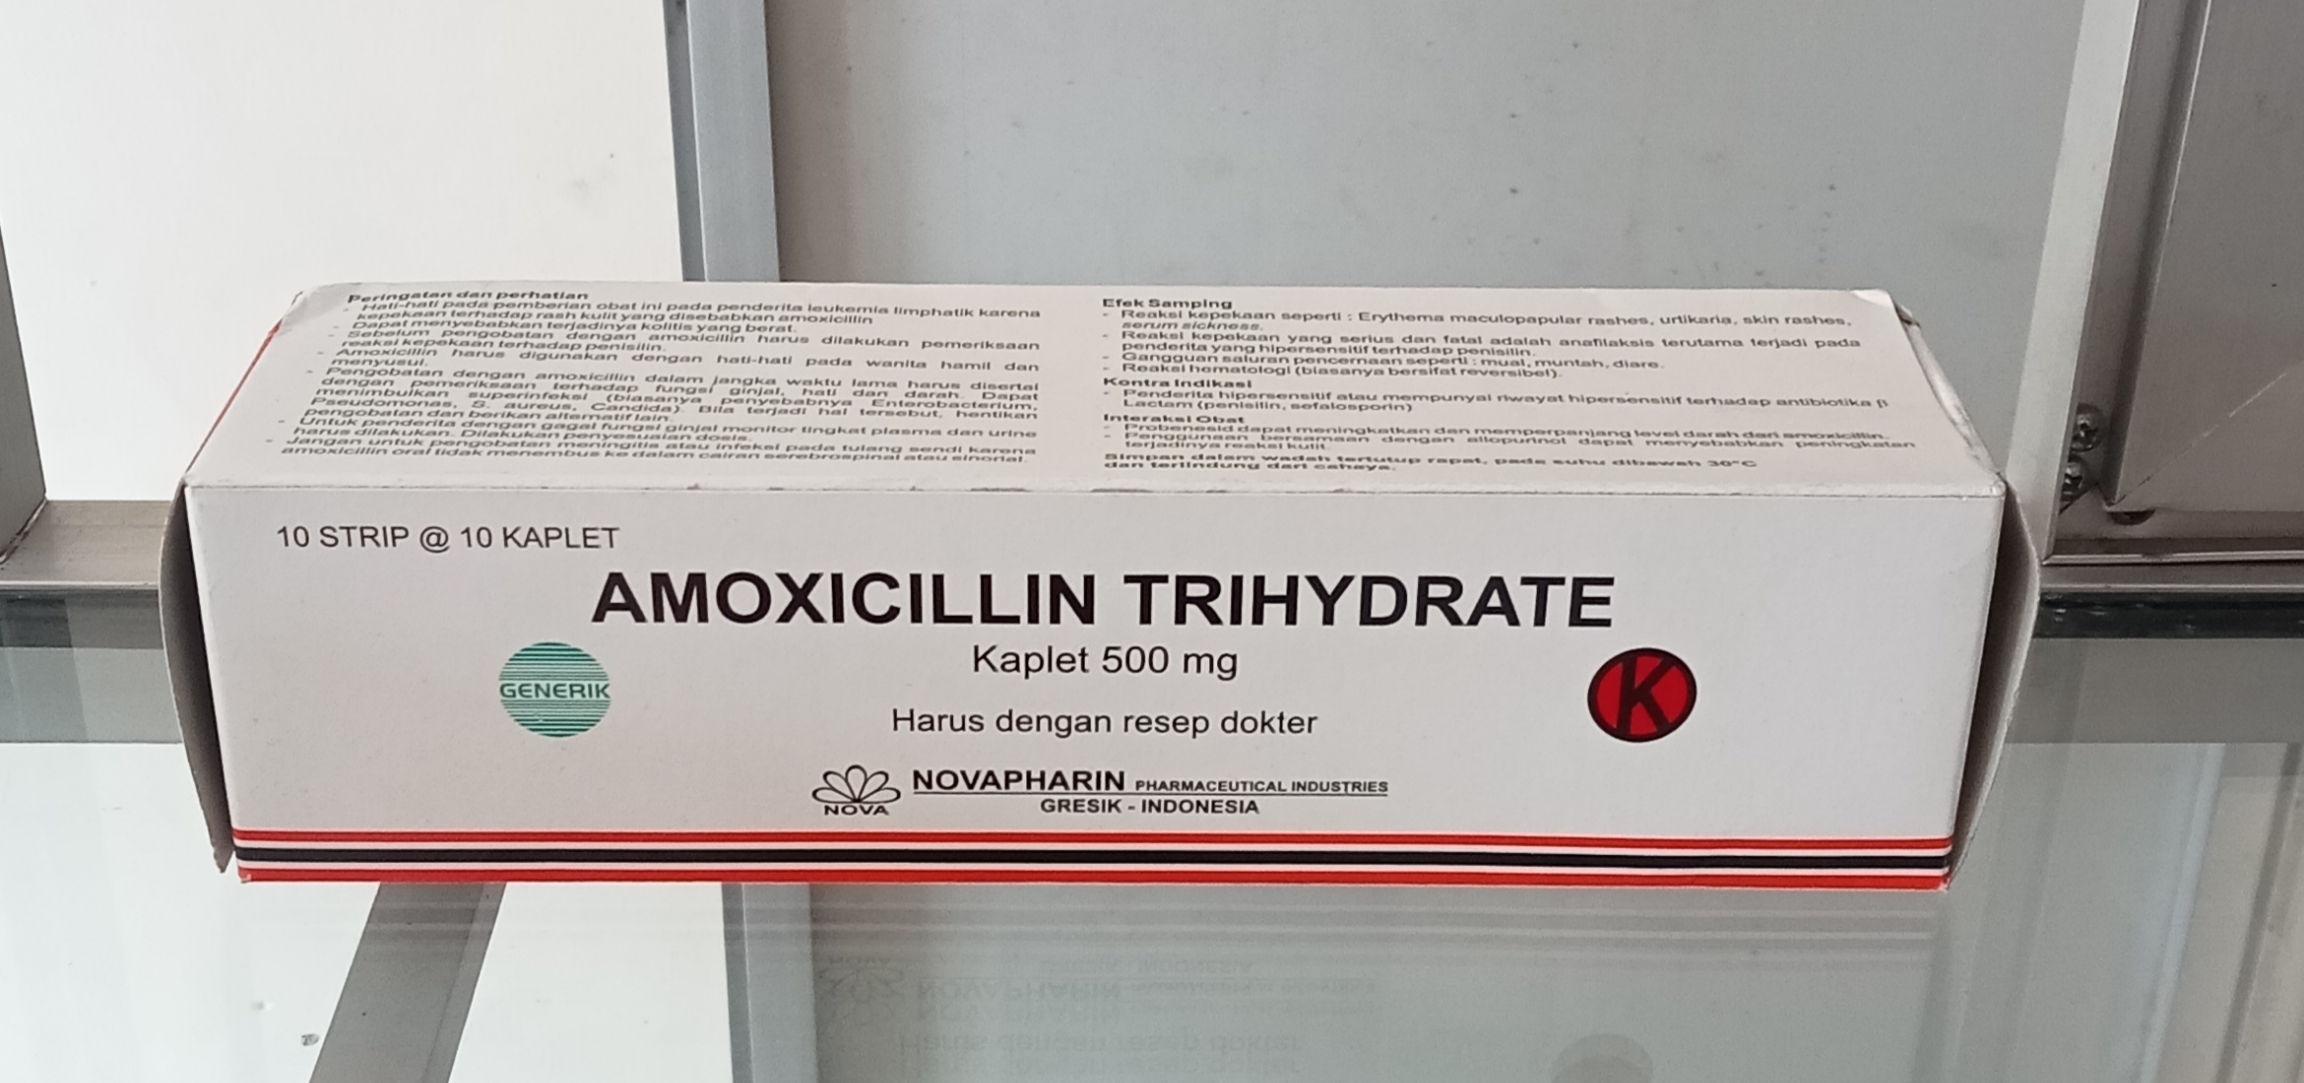 Peringatan dan perhatian
- Hati-hati pada pemberian obat ini pada penderita leukemia limphatik karena
kepekaan terhadap rash kulit yang disebabkan amoxicillin
- Dapat menyebabkan terjadinya kolitis yang berat.
- Sebelum pengobatan dengan amoxicillin harus dilakukan pemeriksaan
reaksi kepekaan terhadap penisilin.
- Amoxicillin harus digunakan dengan hati-hati pada wanita hamil dan
menyusui.
- Pengobatan dengan amoxicillin dalam jangka waktu lama harus disertai
dengan pemeriksaan terhadap fungsi ginjal, hati dan darah. Dapat
menimbulkan superinfeksi (biasanya penyebabnya Enterobacterium,
Pseudomonas, S. aureus, Candida). Bila terjadi hal tersebut, hentikan
pengobatan dan berikan alternatif lain.
- Untuk penderita dengan gagal fungsi ginjal monitor tingkat plasma dan urine
harus dilakukan. Dilakukan penyesuaian dosis.
- Jangan untuk pengobatan meningitis atau infeksi pada tulang sendi karena
amoxicillin oral tidak menembus ke dalam cairan serebrospinal atau sinorial.
Efek Samping
- Reaksi kepekaan seperti : Erythema maculopapular rashes, urtikaria, skin rashes,
serum sickness.
- Reaksi kepekaan yang serius dan fatal adalah anafilaksis terutama terjadi pada
penderita yang hipersensitif terhadap penisilin.
- Gangguan saluran pencernaan seperti : mual, muntah, diare.
- Reaksi hematologi (biasanya bersifat reversibel).
Kontra Indikasi
- Penderita hipersensitif atau mempunyai riwayat hipersensitif terhadap antibiotika β
Lactam (penisilin, sefalosporin)
Interaksi Obat
- Probenesid dapat meningkatkan dan memperpanjang level darah dari amoxicillin.
- Penggunaan bersamaan dengan allopurinol dapat menyebabkan peningkatan
terjadinya reaksi kulit.
Simpan dalam wadah tertutup rapat, pada suhu dibawah 30°C
dan terlindung dari cahaya.
10 STRIP @ 10 KAPLET
AMOXICILLIN TRIHYDRATE
Kaplet 500 mg
GENERIK
K
Harus dengan resep dokter
NOVA
NOVAPHARIN PHARMACEUTICAL INDUSTRIES
GRESIK - INDONESIA